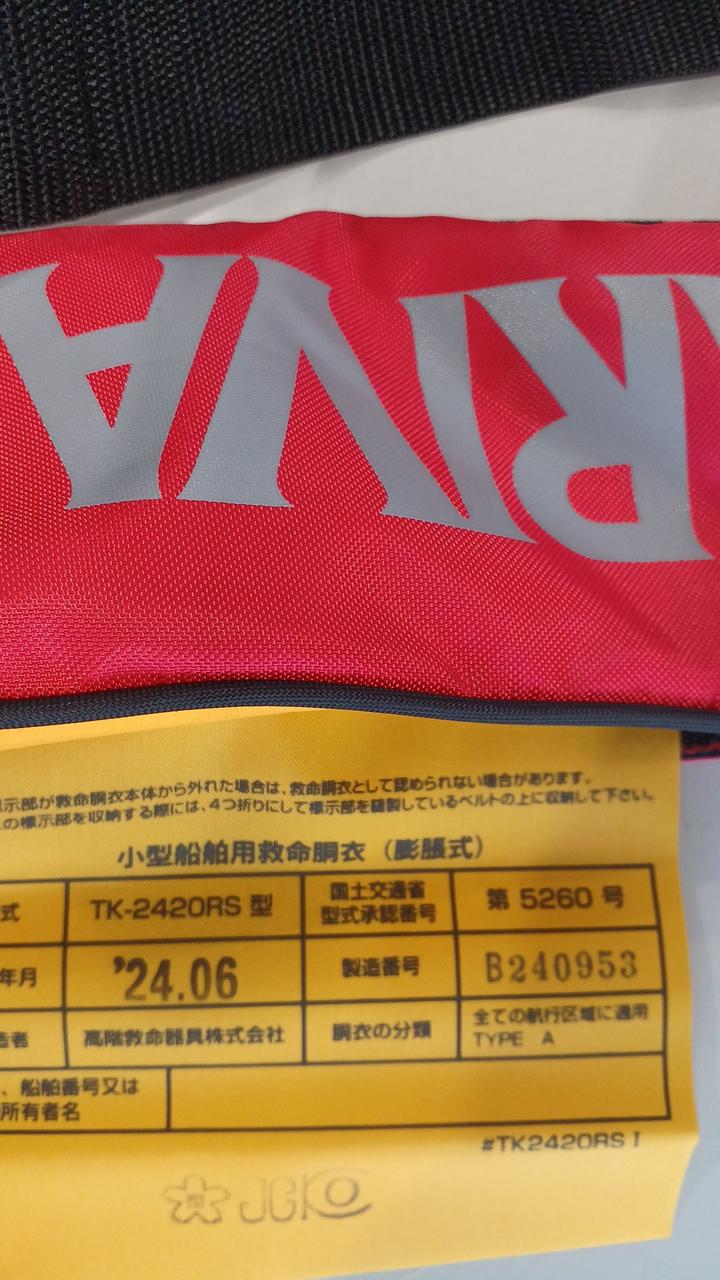 RIVA
示部が救命胴衣本体から外れた場合は、救命胴衣として認められない場合があります。
の標示部を収納する際には、4つ折りにして標示部を縫製しているベルトの上に収納して下さい。
小型船舶用救命胴衣（膨脹式）
式 TK-2420RS 型 国土交通省型式承認番号 第 5260 号
年月 '24.06 製造番号 B240953
造者 高階救命器具株式会社 胴衣の分類 全ての航行区域に適用 TYPE A
、船舶番号又は
所有者名
#TK2420RS I
型 JCI